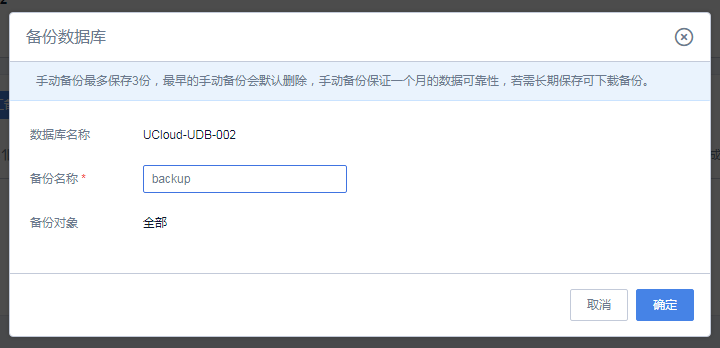 2
备份数据库
手动备份最多保存3份，最早的手动备份会默认删除，手动备份保证一个月的数据可靠性，若需长期保存可下载备份。
数据库名称
UCloud-UDB-002
备份名称 *
backup
备份对象
全部
取消
确定